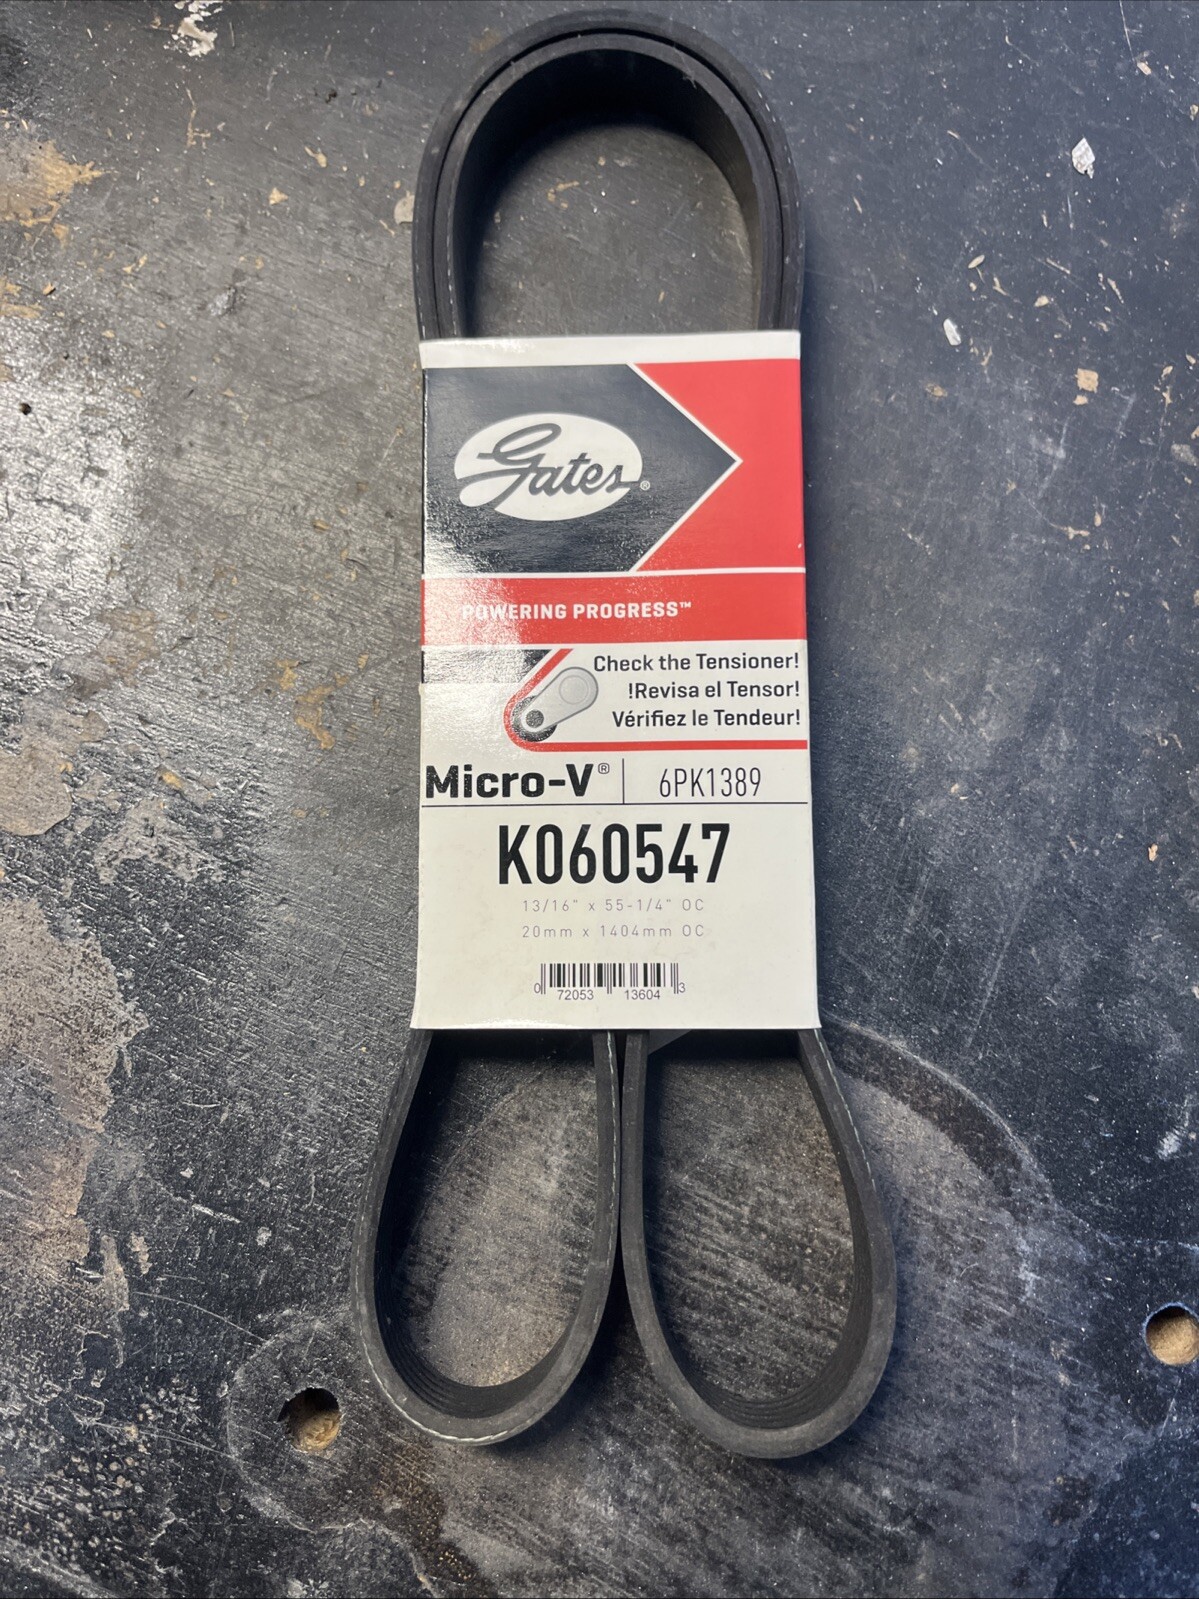 Gates®
POWERING PROGRESS™
Check the Tensioner!
!Revisa el Tensor!
Vérifiez le Tendeur!
Micro-V® 6PK1389
K060547
13/16" x 55-1/4" OC
20mm x 1404mm OC
0 72053 13604 3